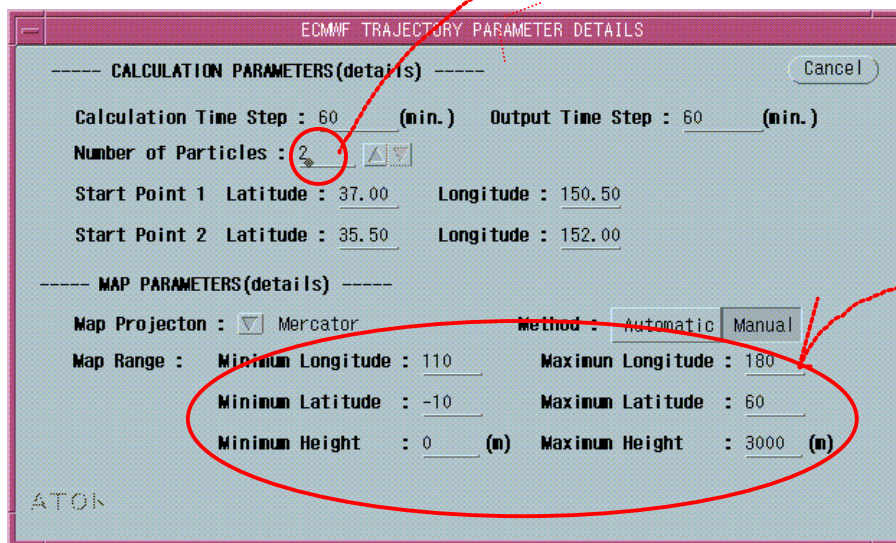 ECMWF TRAJECTORY PARAMETER DETAILS
----- CALCULATION PARAMETERS(details) -----
Cancel
Calculation Time Step : 60 (min.) Output Time Step : 60 (min.)
Number of Particles : 2
Start Point 1 Latitude : 37.00 Longitude : 150.50
Start Point 2 Latitude : 35.50 Longitude : 152.00
----- MAP PARAMETERS(details) -----
Map Projecton : Mercator Method : Automatic Manual
Map Range : Minimum Longitude : 110 Maximun Longitude : 180
Minimum Latitude : -10 Maximum Latitude : 60
Minimum Height : 0 (m) Maximum Height : 3000 (m)
ATOK